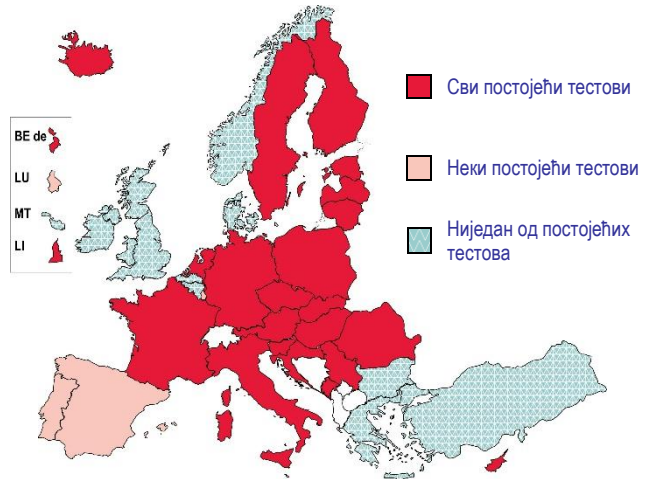 Сви постојећи тестови
BE de
LU
Неки постојећи тестови
MT
Ниједан од постојећих
тестова
LI